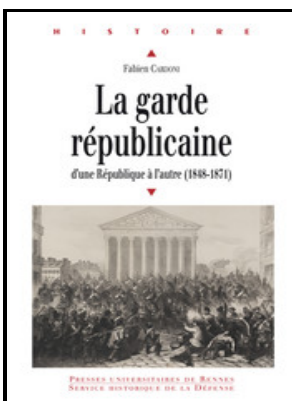 HISTOIRE
Fabien CARDONI
La garde
républicaine
d'une République à l'autre (1848-1871)
PRESSES UNIVERSITAIRES DE RENNES
SERVICE HISTORIQUE DE LA DÉFENSE